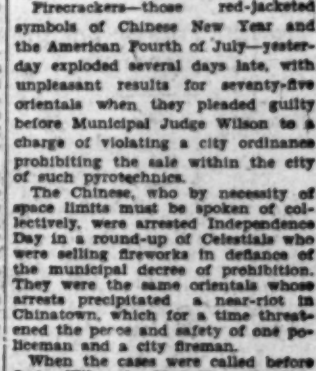 Firecrackers—those red-jacketed
symbols of Chinese New Year and
the American Fourth of July—yester-
day exploded several days late, with
unpleasant results for seventy-five
orientals when they pleaded guilty
before Municipal Judge Wilson to a
charge of violating a city ordinance
prohibiting the sale within the city
of such pyrotechnics.
The Chinese, who by necessity of
space limits must be spoken of col-
lectively, were arrested Independence
Day in a round-up of Celestials who
were selling fireworks in defiance of
the municipal decree of prohibition.
They were the same orientals whose
arrests precipitated a near-riot in
Chinatown, which for a time threat-
ened the perce and safety of one po-
liceman and a city fireman.
When the cases were called before